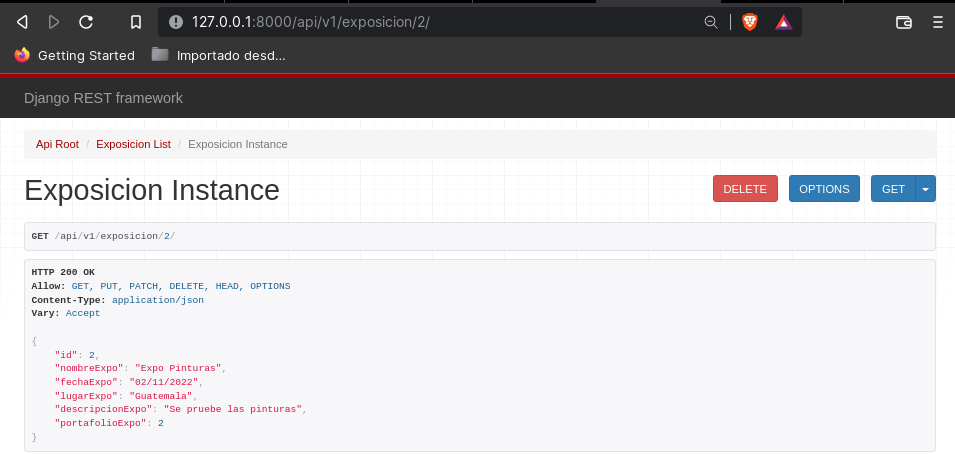 127.0.0.1:8000/api/v1/exposicion/2/
Getting Started Importado desd...
Django REST framework
Api Root / Exposicion List / Exposicion Instance
Exposicion Instance DELETE OPTIONS GET
GET /api/v1/exposicion/2/
HTTP 200 OK
Allow: GET, PUT, PATCH, DELETE, HEAD, OPTIONS
Content-Type: application/json
Vary: Accept
{
"id": 2,
"nombreExpo": "Expo Pinturas",
"fechaExpo": "02/11/2022",
"lugarExpo": "Guatemala",
"descripcionExpo": "Se pruebe las pinturas",
"portafolioExpo": 2
}